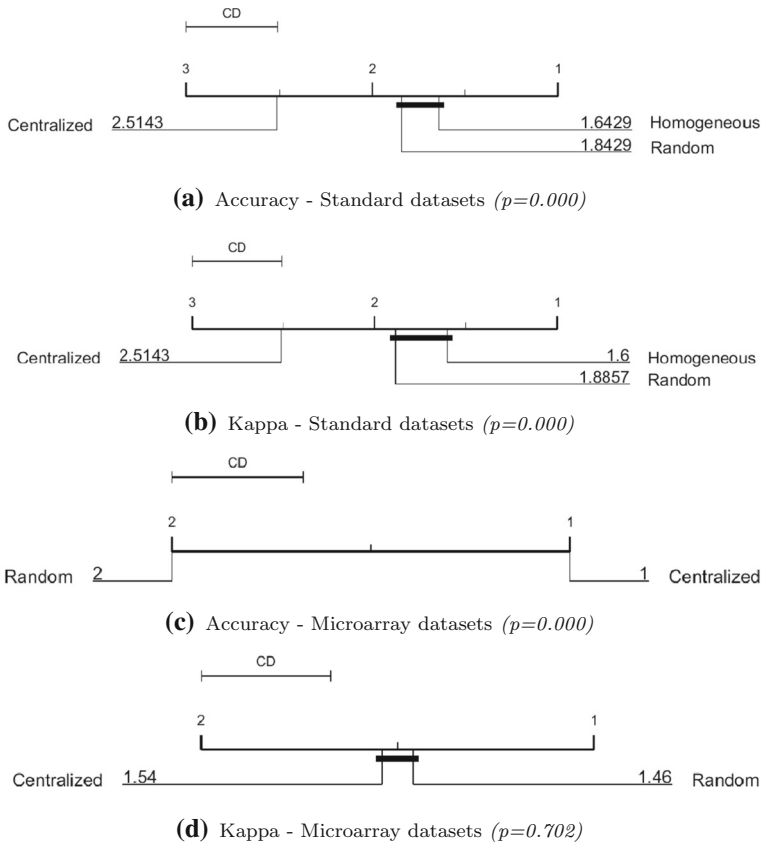 CD
3 2 1
Centralized 2.5143 1.6429 Homogeneous
1.8429 Random
(a) Accuracy - Standard datasets (p=0.000)
CD
3 2 1
Centralized 2.5143 1.6 Homogeneous
1.8857 Random
(b) Kappa - Standard datasets (p=0.000)
CD
2 1
Random 2 1 Centralized
(c) Accuracy - Microarray datasets (p=0.000)
CD
2 1
Centralized 1.54 1.46 Random
(d) Kappa - Microarray datasets (p=0.702)